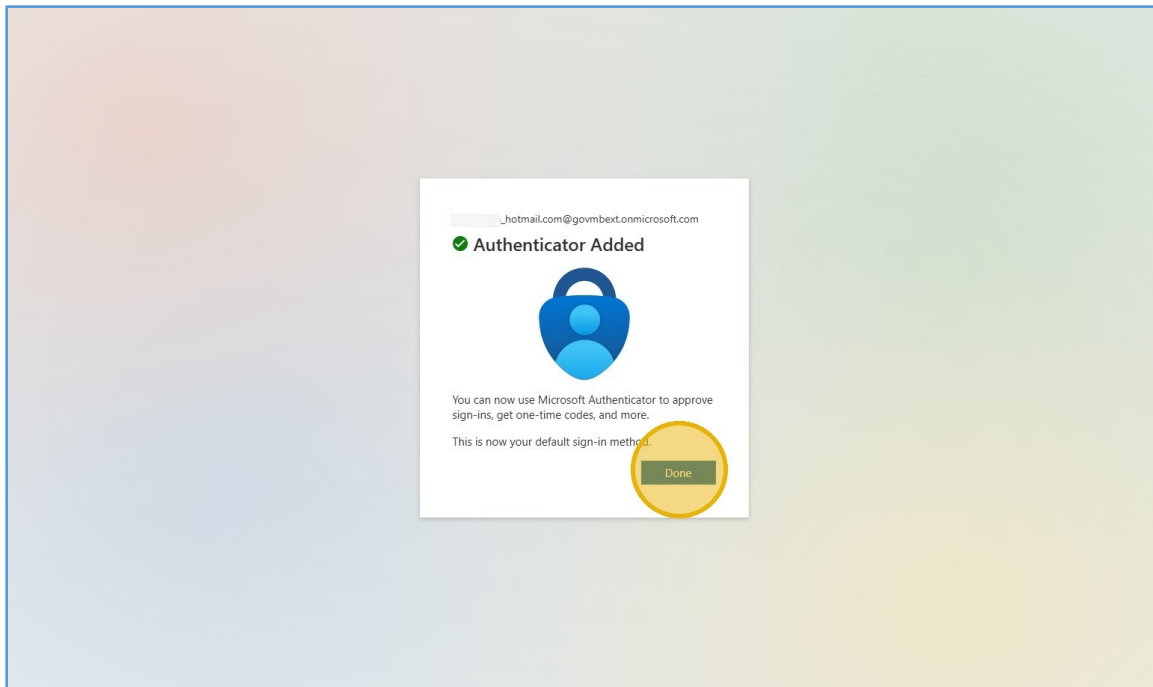 _hotmail.com@govmbext.onmicrosoft.com
Authenticator Added
You can now use Microsoft Authenticator to approve
sign-ins, get one-time codes, and more.
This is now your default sign-in method.
Done